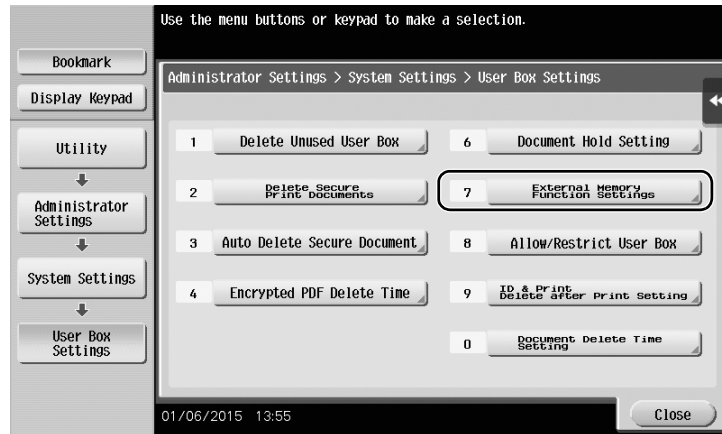 Use the menu buttons or keypad to make a selection.
Bookmark
Display Keypad
Utility
Administrator
Settings
System Settings
User Box
Settings
Administrator Settings > System Settings > User Box Settings
1 Delete Unused User Box
2 Delete Secure
Print Documents
3 Auto Delete Secure Document
4 Encrypted PDF Delete Time
6 Document Hold Setting
7 External Memory
Function Settings
8 Allow/Restrict User Box
9 ID & Print
Delete after Print Setting
0 Document Delete Time
Setting
01/06/2015 13:55
Close